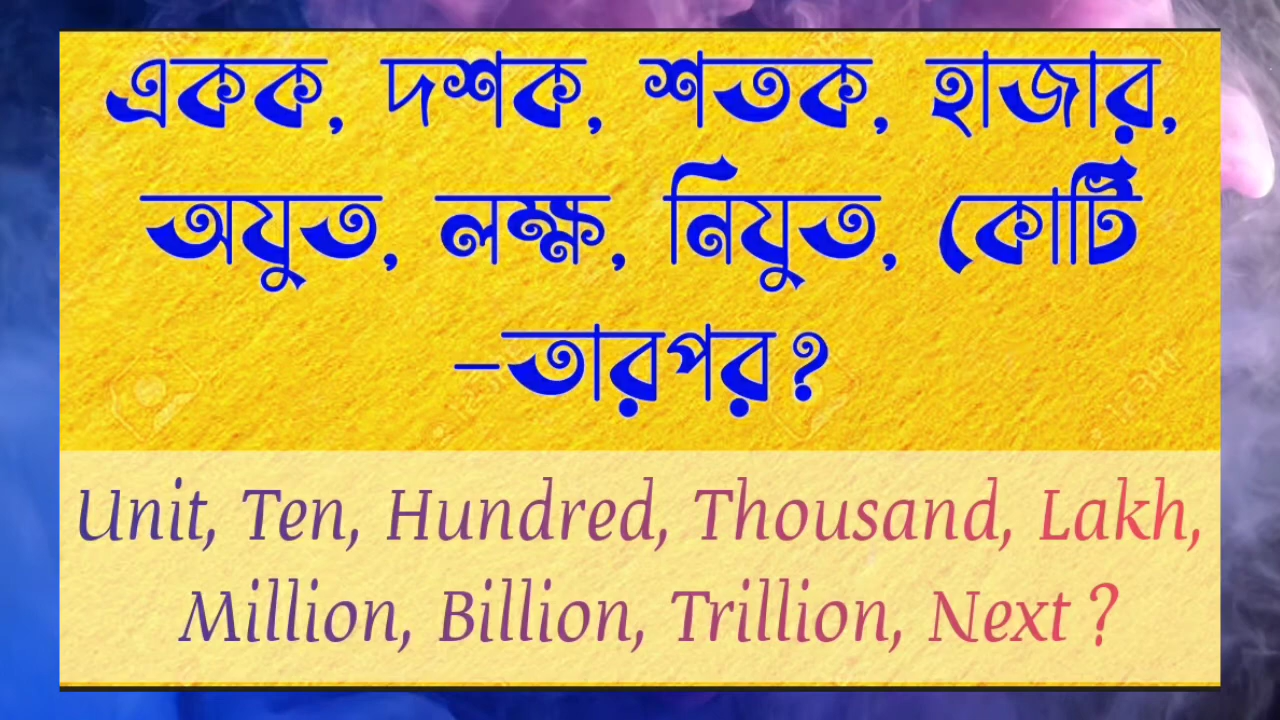 একক, দশক, শতক, হাজার,
অযুত, লক্ষ, নিযুত, কোটি
–তারপর?
Unit, Ten, Hundred, Thousand, Lakh,
Million, Billion, Trillion, Next ?